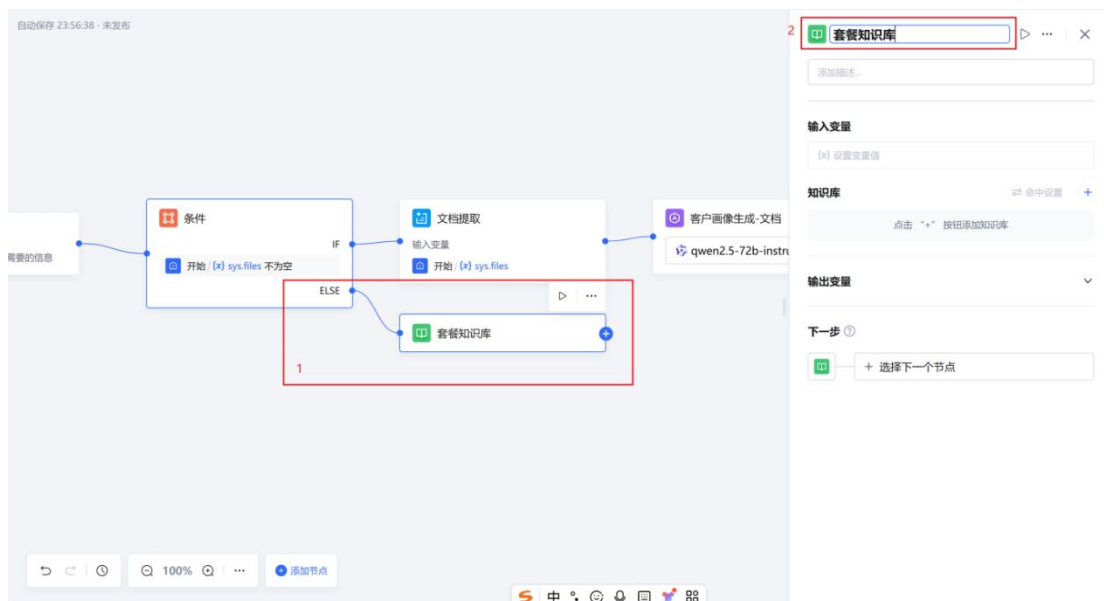 自动保存 23:56:38 · 未发布
需要的信息
条件
IF
开始 / {x} sys.files 不为空
ELSE
文档提取
输入变量
开始 / {x} sys.files
套餐知识库
1
客户画像生成-文档
qwen2.5-72b-instru
100%
添加节点
中
2
套餐知识库
添加描述...
输入变量
{x} 设置变量值
知识库
命中设置
点击 “+” 按钮添加知识库
输出变量
下一步
+ 选择下一个节点